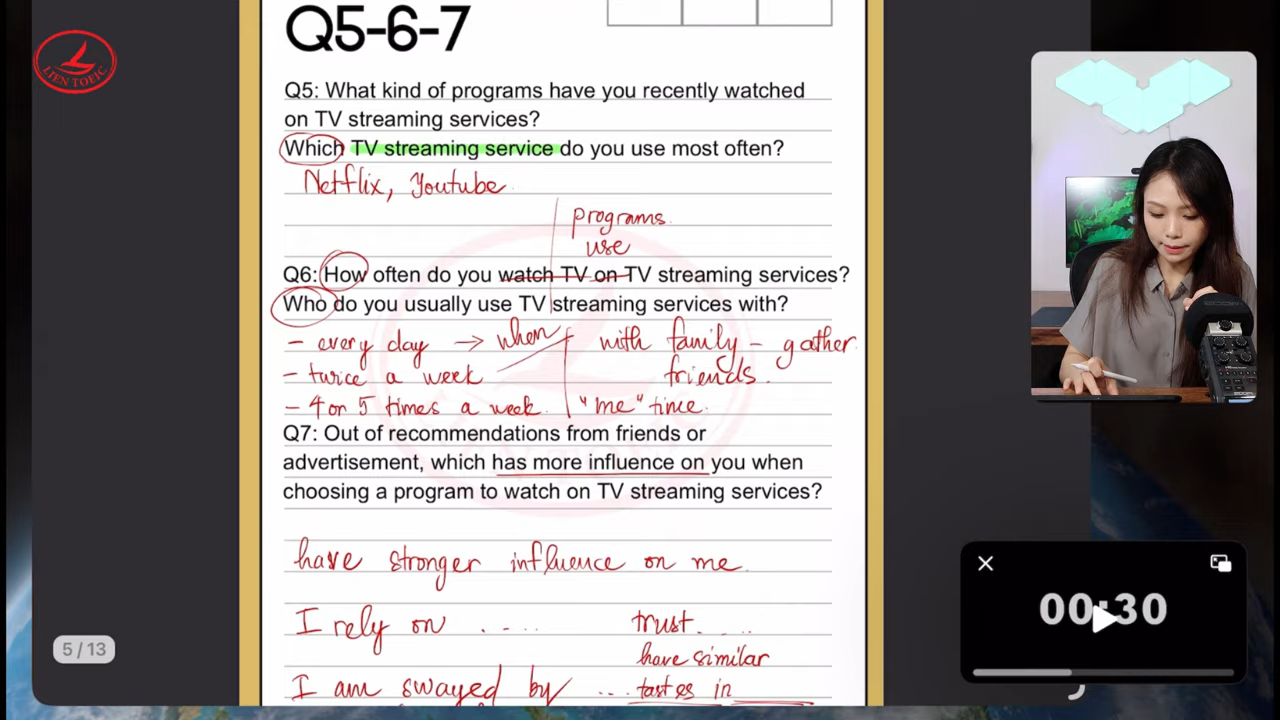 LIEN TOEIC
Q5-6-7
Q5: What kind of programs have you recently watched
on TV streaming services?
Which TV streaming service do you use most often?
Netflix, Youtube
programs
use
Q6: How often do you watch TV on TV streaming services?
Who do you usually use TV streaming services with?
- every day → when
with family - gather
- twice a week
friends.
- 4 or 5 times a week.
"me" time.
Q7: Out of recommendations from friends or
advertisement, which has more influence on you when
choosing a program to watch on TV streaming services?
have stronger influence on me.
I rely on ....
trust....
have similar
I am swayed by ...
tastes in
5 / 13
00:30